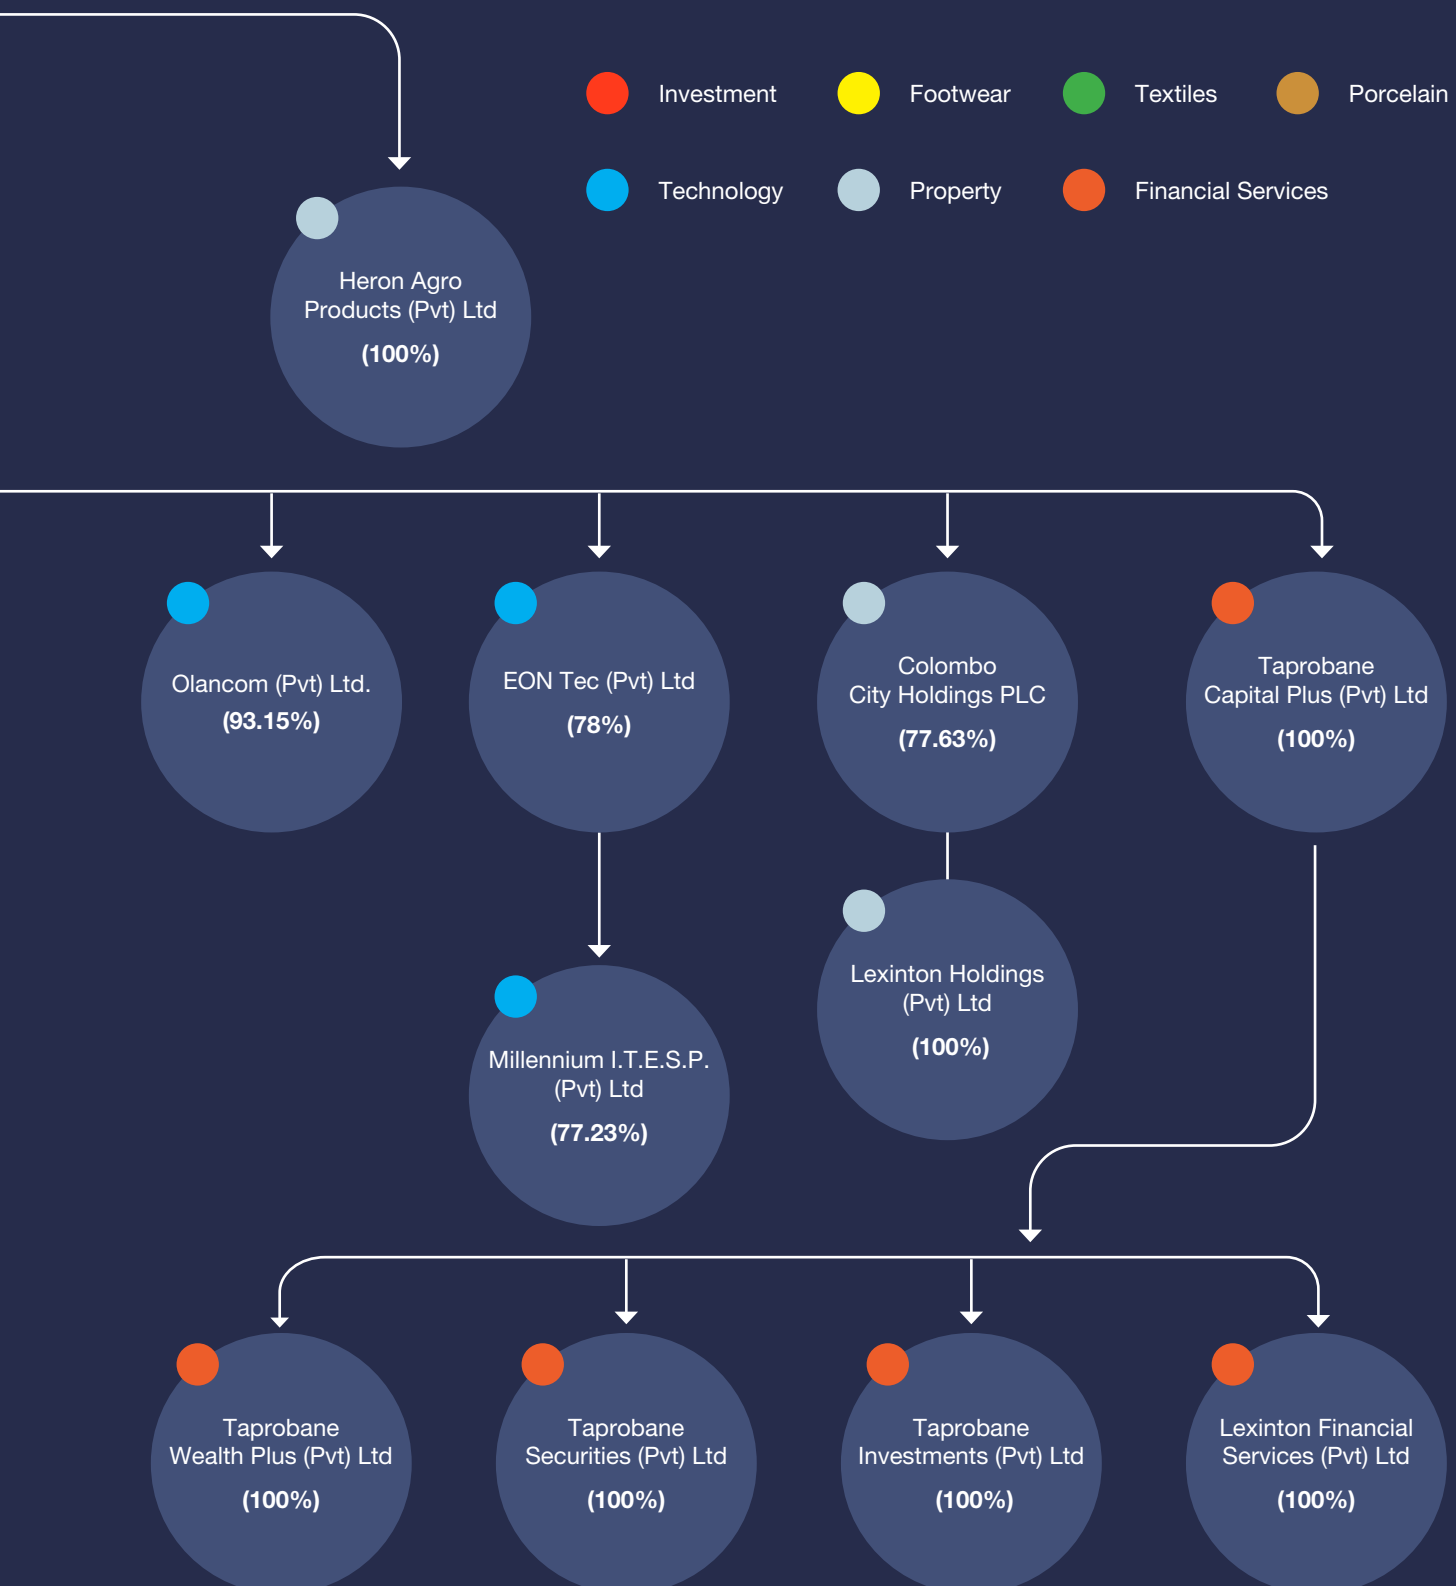 Investment
Footwear
Textiles
Porcelain
Technology
Property
Financial Services
Heron Agro
Products (Pvt) Ltd
(100%)
Olancom (Pvt) Ltd.
(93.15%)
EON Tec (Pvt) Ltd
(78%)
Colombo
City Holdings PLC
(77.63%)
Taprobane
Capital Plus (Pvt) Ltd
(100%)
Lexinton Holdings
(Pvt) Ltd
(100%)
Millennium I.T.E.S.P.
(Pvt) Ltd
(77.23%)
Taprobane
Wealth Plus (Pvt) Ltd
(100%)
Taprobane
Securities (Pvt) Ltd
(100%)
Taprobane
Investments (Pvt) Ltd
(100%)
Lexinton Financial
Services (Pvt) Ltd
(100%)